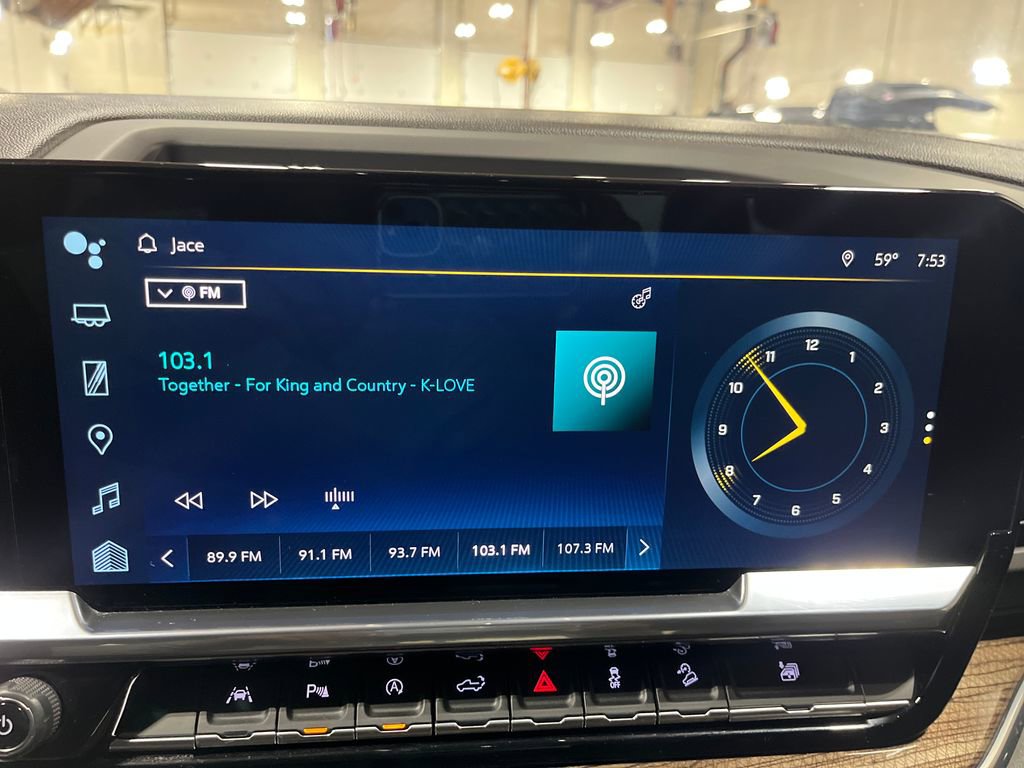 Jace
59° 7:53
FM
103.1
Together - For King and Country - K-LOVE
89.9 FM 91.1 FM 93.7 FM 103.1 FM 107.3 FM
12
1
2
3
4
5
6
7
8
9
10
11
P
A
OFF